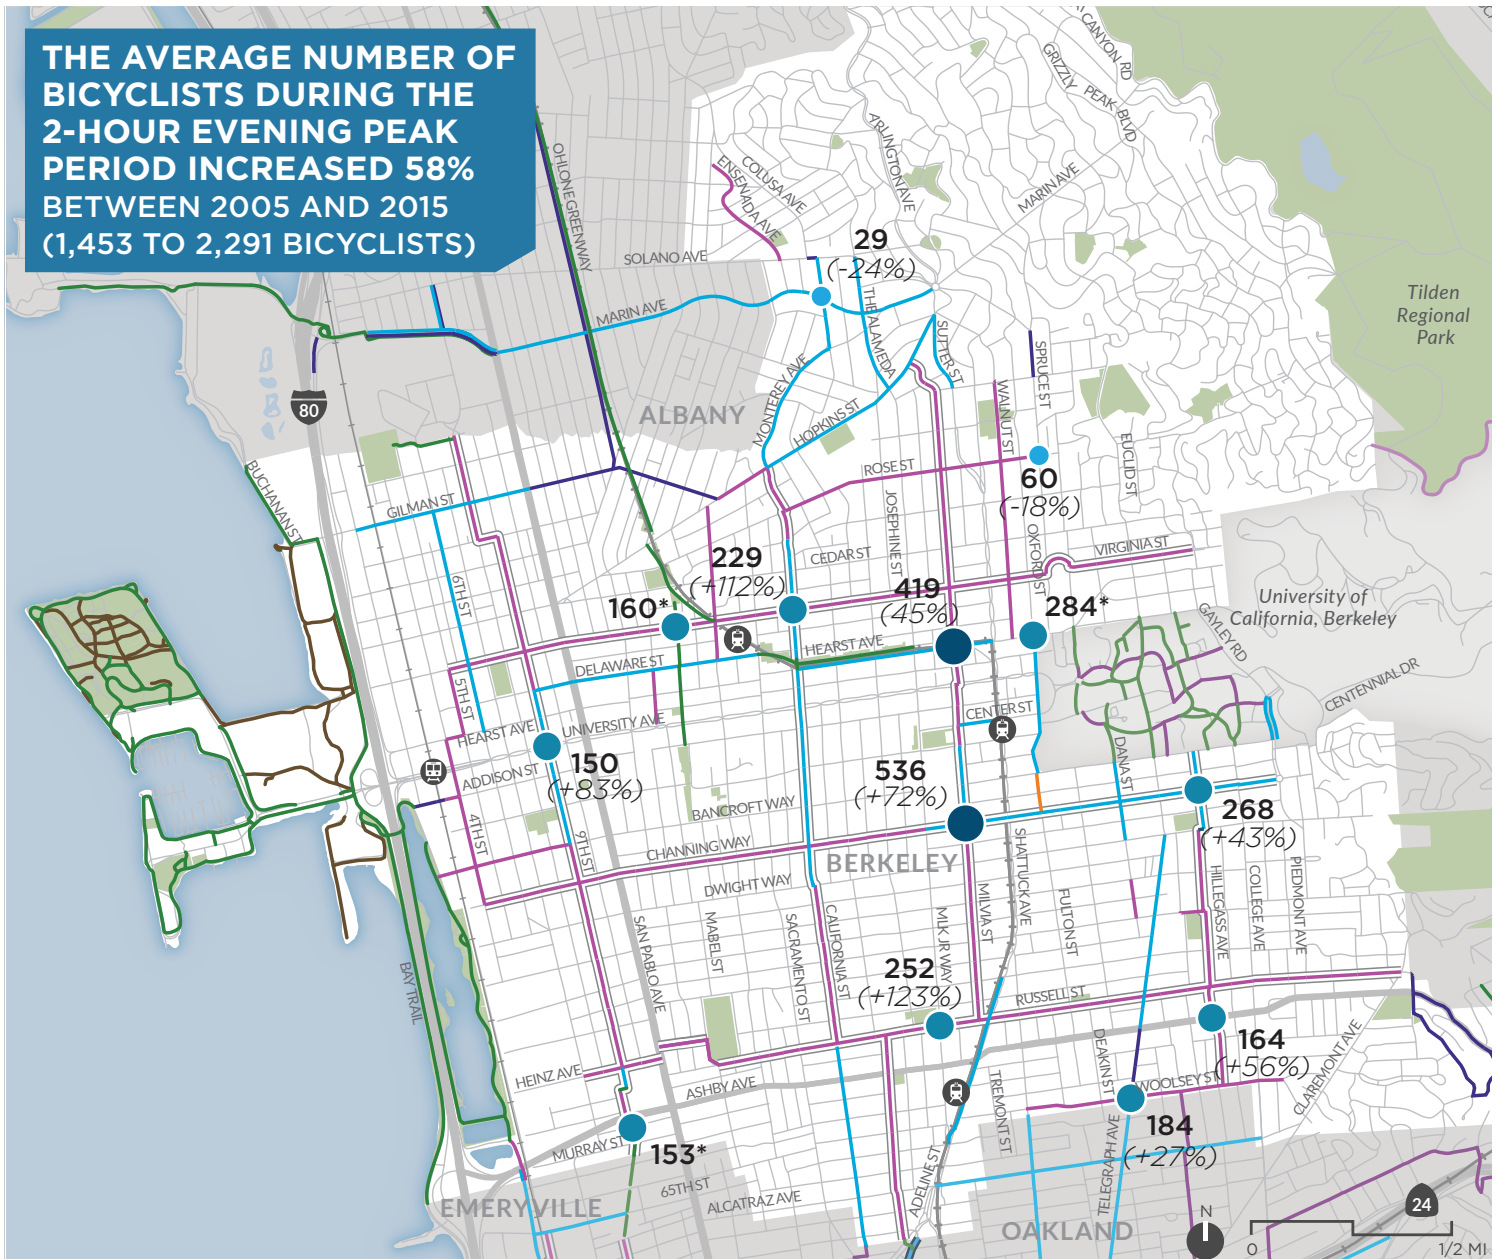 THE AVERAGE NUMBER OF
BICYCLISTS DURING THE
2-HOUR EVENING PEAK
PERIOD INCREASED 58%
BETWEEN 2005 AND 2015
(1,453 TO 2,291 BICYCLISTS)
GRIZZLY
PEAK
BLVD
CANYON RD
ARLINGTON AVE
MARIN AVE
COLUSA AVE
ENSENADA AVE
OHLONE GREENWAY
SOLANO AVE
29
(-24%)
THE ALAMEDA
MARIN AVE
SUTTER ST
SPRUCE ST
WALNUT ST
EUCLID ST
Tilden
Regional
Park
80
ALBANY
MONTEREY AVE
HOPKINS ST
ROSE ST
60
(-18%)
OXFORD ST
BUCHANAN ST
GILMAN ST
6TH ST
JOSEPHINE ST
CEDAR ST
VIRGINIA ST
229
(+112%)
419
(45%)
160*
284*
University of
California, Berkeley
GAYLEY RD
CENTENNIAL DR
HEARST AVE
DELAWARE ST
5TH ST
HEARST AVE
UNIVERSITY AVE
CENTER ST
ADDISON ST
150
(+83%)
DANA ST
536
(+72%)
BANCROFT WAY
268
(+43%)
4TH ST
9TH ST
CHANNING WAY
BERKELEY
SHATTUCK AVE
DWIGHT WAY
MILVIA ST
FULTON ST
HILLEGASS AVE
COLLEGE AVE
PIEDMONT AVE
SAN PABLO AVE
MABEL ST
SACRAMENTO ST
CALIFORNIA ST
MLK JR WAY
252
(+123%)
RUSSELL ST
BAY TRAIL
DEAKIN ST
164
(+56%)
CLAREMONT AVE
HEINZ AVE
ASHBY AVE
TREMONT ST
WOOLSEY ST
184
(+27%)
MURRAY ST
153*
TELEGRAPH AVE
65TH ST
ALCATRAZ AVE
ADELINE ST
EMERYVILLE
OAKLAND
24
N
0
1/2 MI